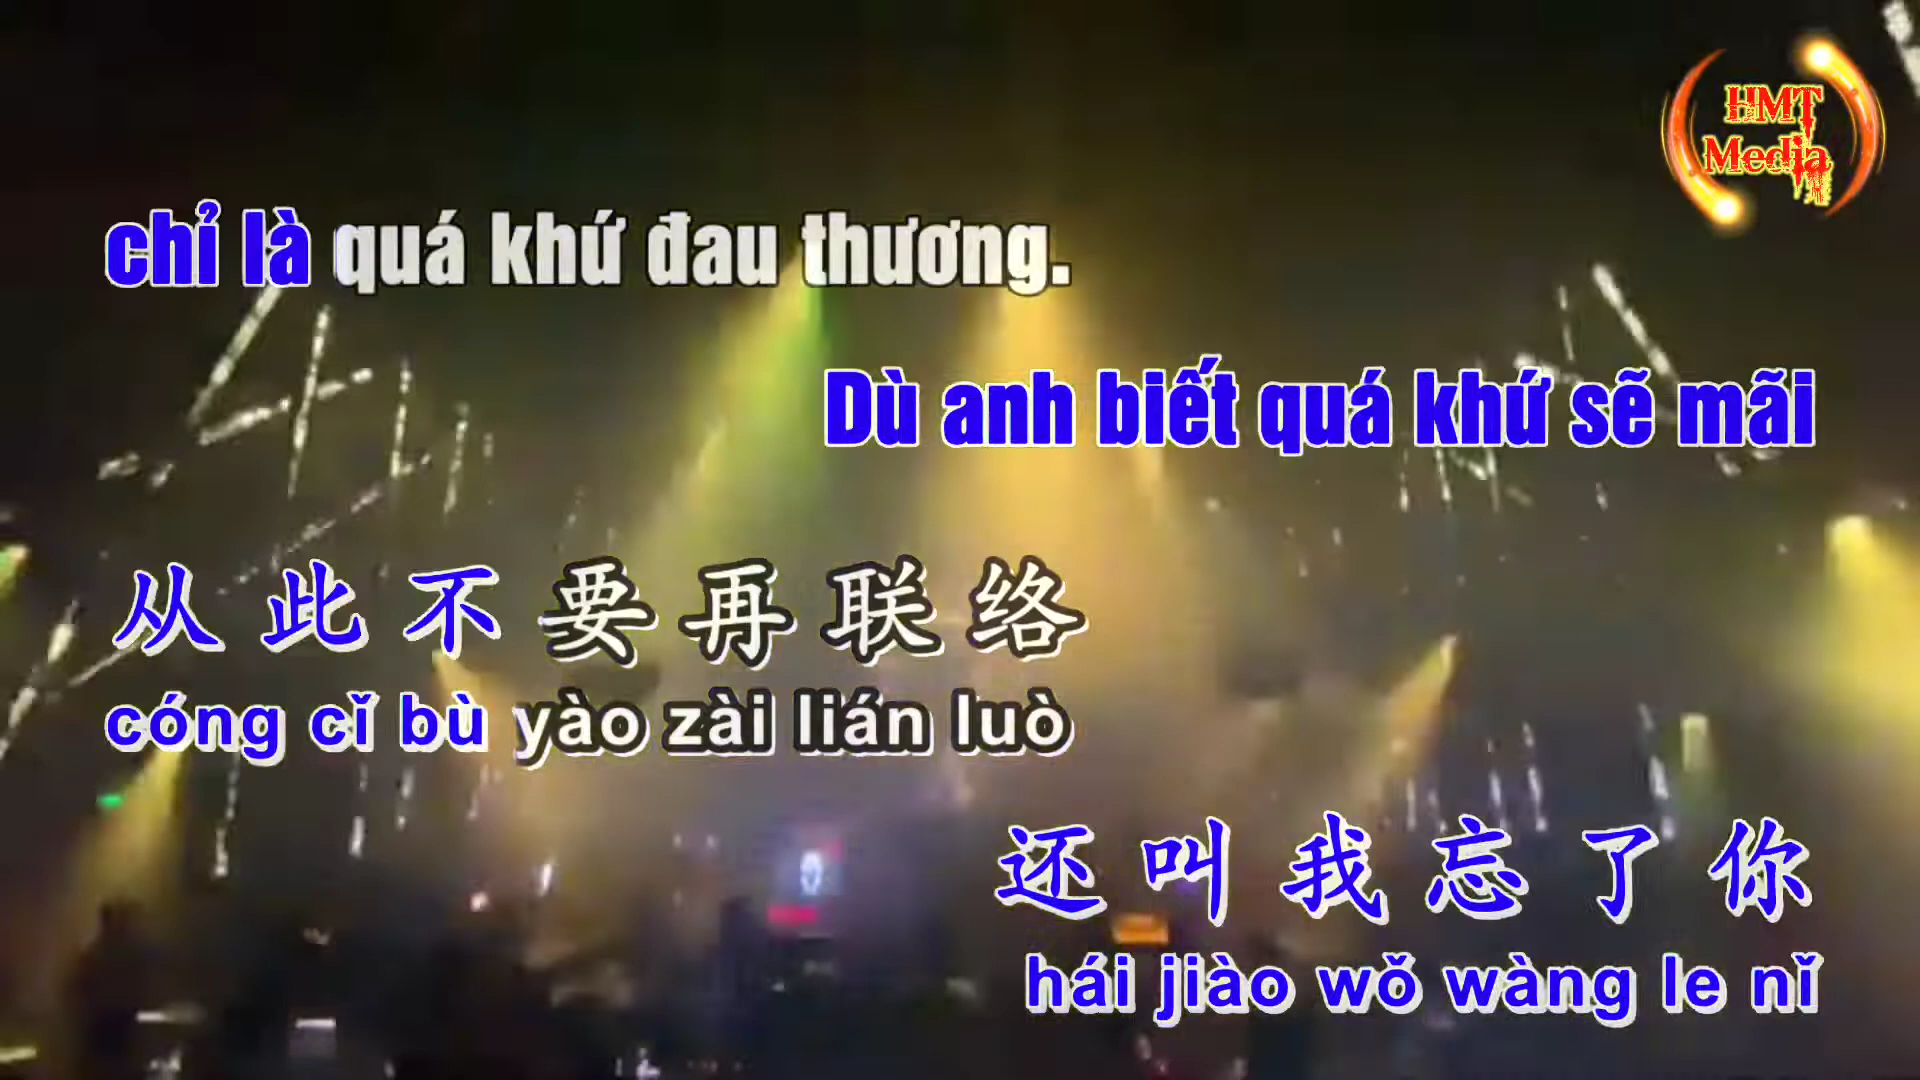 HMT
Media
chỉ là quá khứ đau thương.
Dù anh biết quá khứ sẽ mãi
从此不要再联络
cóng cǐ bù yào zài lián luò
还叫我忘了你
hái jiào wǒ wàng le nǐ